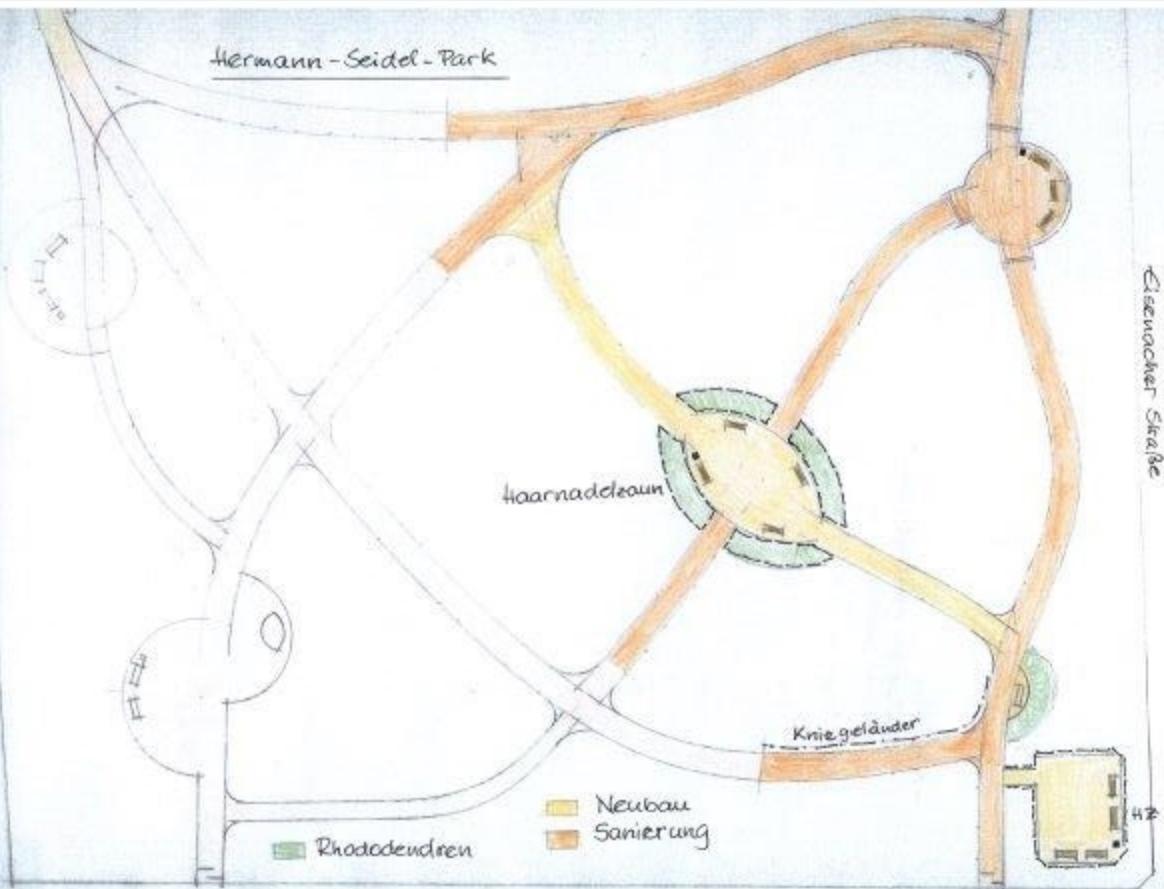 Hermann-Seidel-Park
Eisenacher Straße
Haarnadelzaun
Kniegeländer
HZ
Neubau
Sanierung
Rhododendren